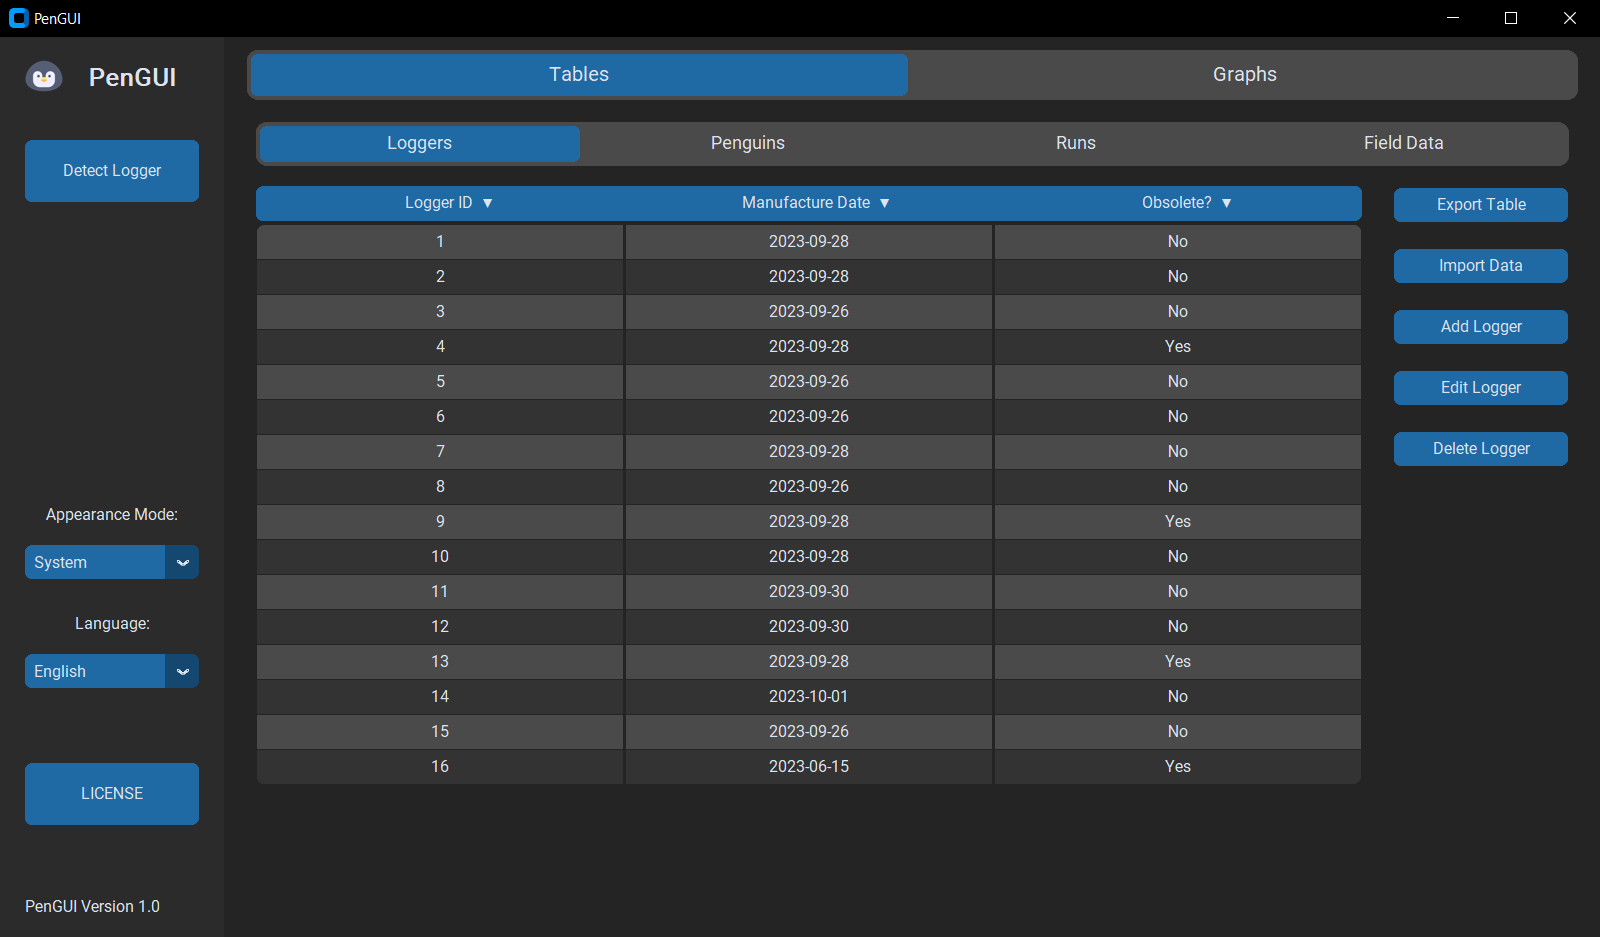 PenGUI
PenGUI
Detect Logger
Appearance Mode:
System
Language:
English
LICENSE
PenGUI Version 1.0
Tables Graphs
Loggers Penguins Runs Field Data
Logger ID ▼ Manufacture Date ▼ Obsolete? ▼
1 2023-09-28 No
2 2023-09-28 No
3 2023-09-26 No
4 2023-09-28 Yes
5 2023-09-26 No
6 2023-09-26 No
7 2023-09-28 No
8 2023-09-26 No
9 2023-09-28 Yes
10 2023-09-28 No
11 2023-09-30 No
12 2023-09-30 No
13 2023-09-28 Yes
14 2023-10-01 No
15 2023-09-26 No
16 2023-06-15 Yes
Export Table
Import Data
Add Logger
Edit Logger
Delete Logger